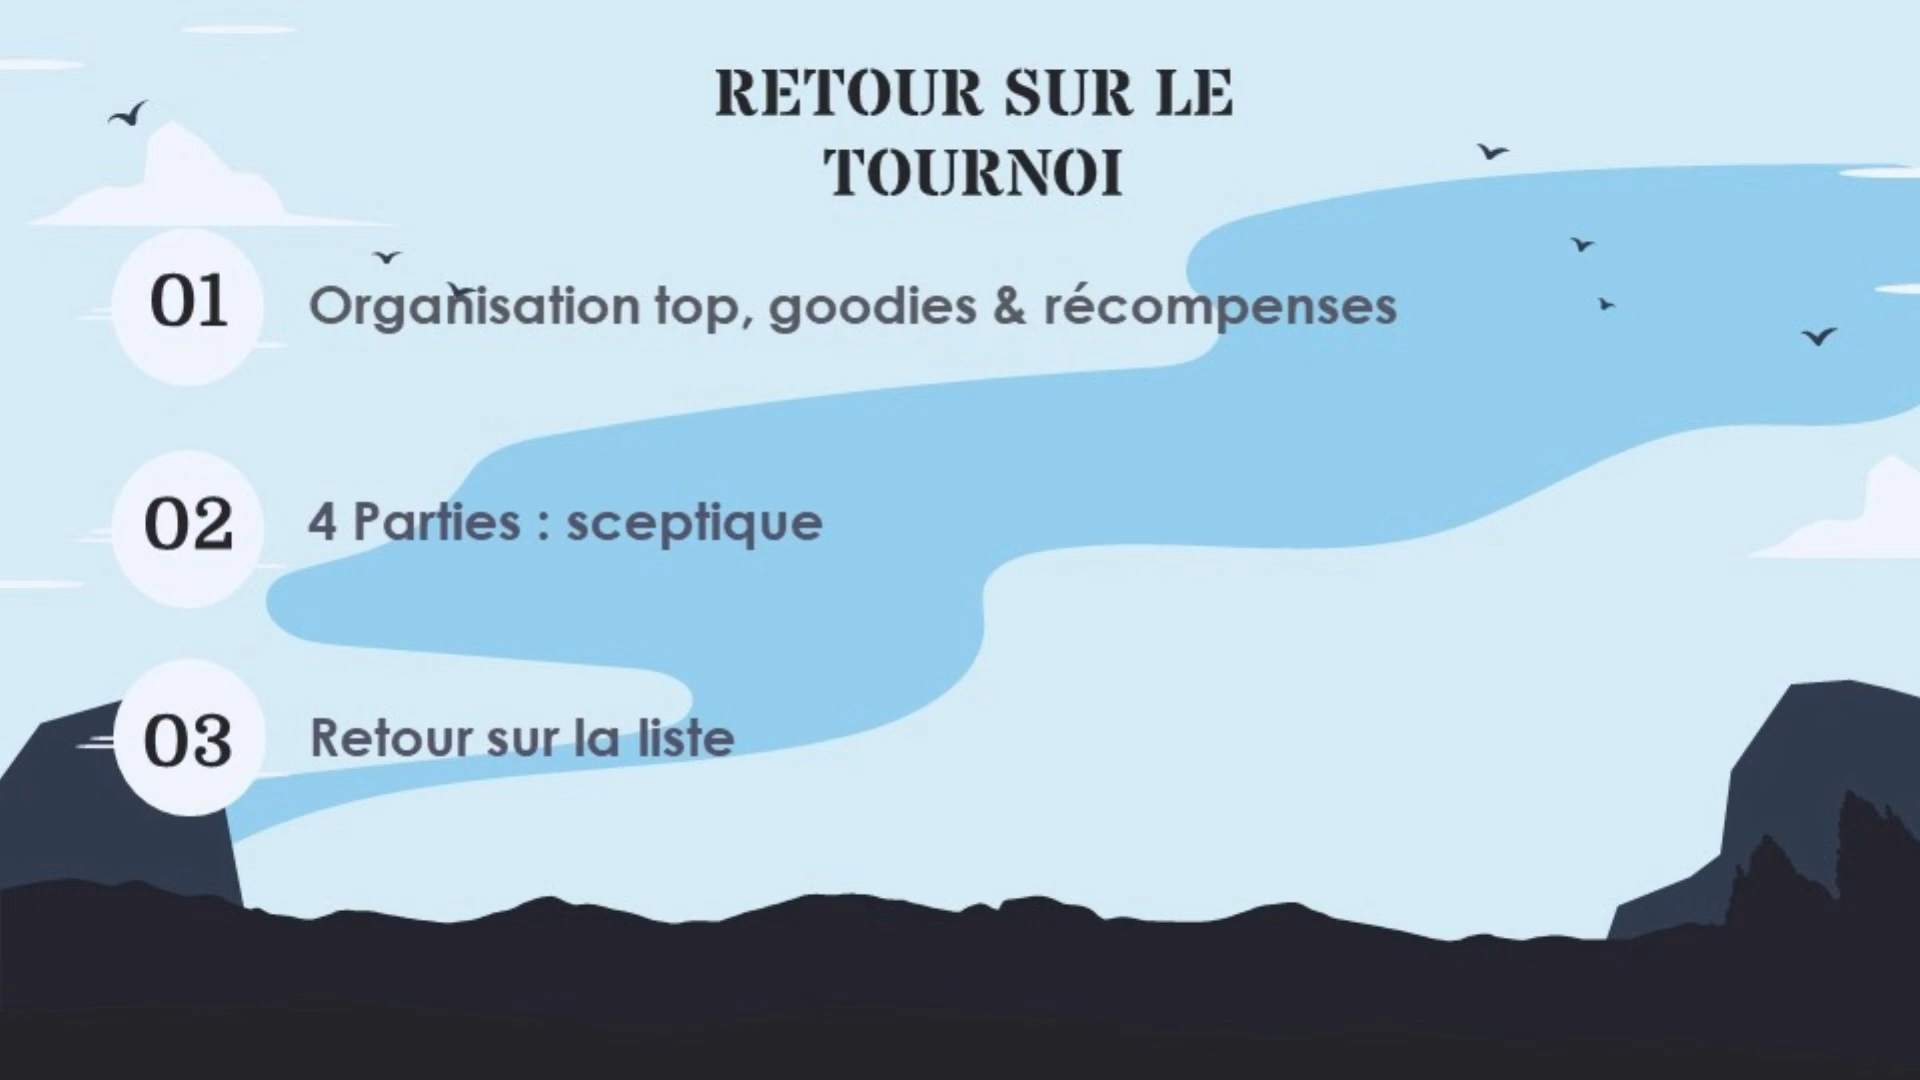 RETOUR SUR LE
TOURNOI
01
Organisation top, goodies & récompenses
02
4 Parties : sceptique
03
Retour sur la liste